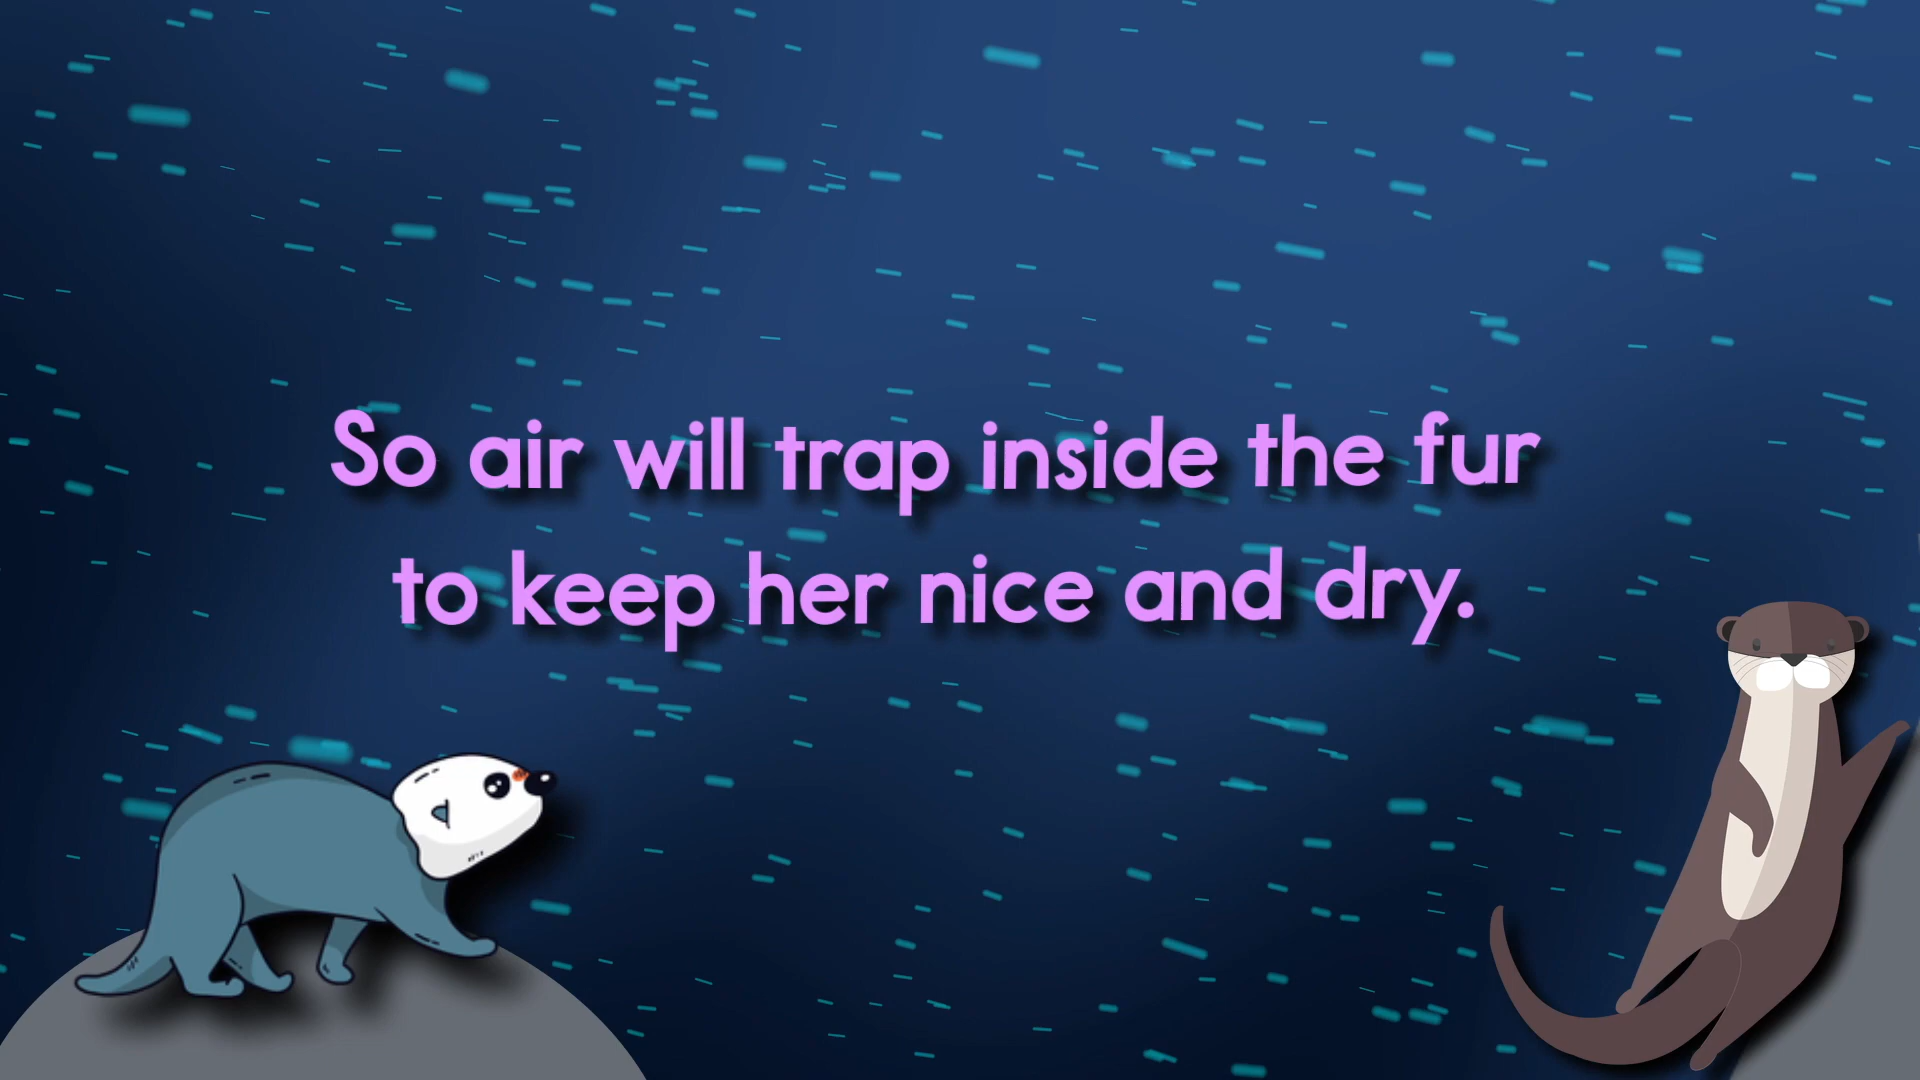 So air will trap inside the fur
to keep her nice and dry.